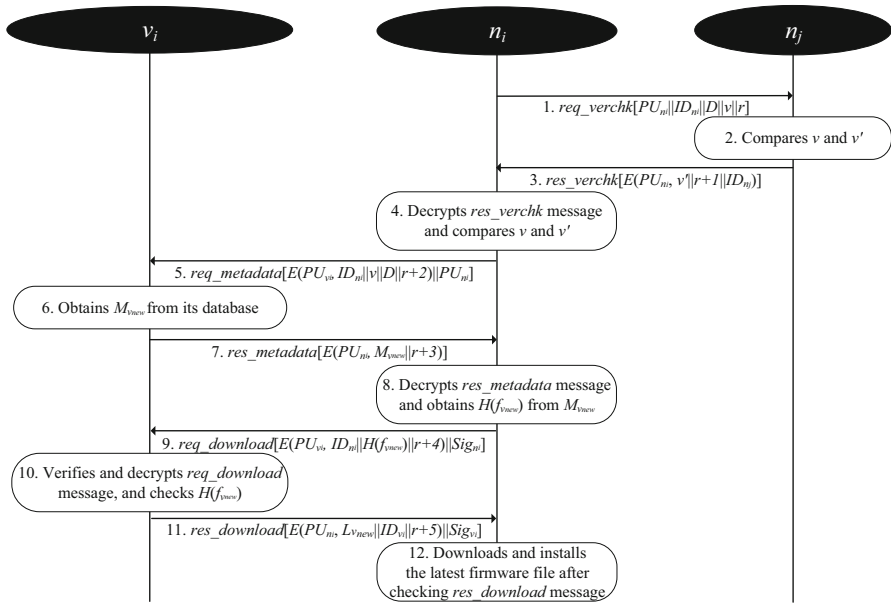 v_i n_i n_j
1. req_verchk[PU_ni||ID_ni||D||v||r]
2. Compares v and v'
3. res_verchk[E(PU_ni, v'||r+1||ID_nj)]
4. Decrypts res_verchk message
and compares v and v'
5. req_metadata[E(PU_vi, ID_ni||v||D||r+2)||PU_ni]
6. Obtains M_vnew from its database
7. res_metadata[E(PU_ni, M_vnew||r+3)]
8. Decrypts res_metadata message
and obtains H(f_vnew) from M_vnew
9. req_download[E(PU_vi, ID_ni||H(f_vnew)||r+4)||Sig_ni]
10. Verifies and decrypts req_download
message, and checks H(f_vnew)
11. res_download[E(PU_ni, L_vnew||ID_vi||r+5)||Sig_vi]
12. Downloads and installs
the latest firmware file after
checking res_download message